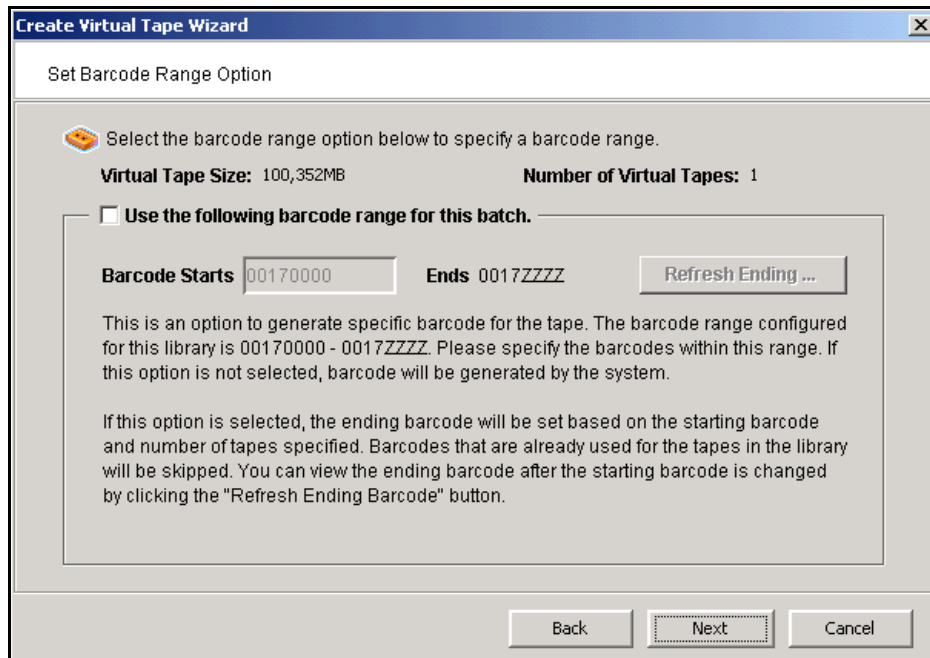 Create Virtual Tape Wizard
Set Barcode Range Option
Select the barcode range option below to specify a barcode range.
Virtual Tape Size: 100,352MB Number of Virtual Tapes: 1
Use the following barcode range for this batch.
Barcode Starts 00170000 Ends 0017ZZZZ Refresh Ending ...
This is an option to generate specific barcode for the tape. The barcode range configured
for this library is 00170000 - 0017ZZZZ. Please specify the barcodes within this range. If
this option is not selected, barcode will be generated by the system.
If this option is selected, the ending barcode will be set based on the starting barcode
and number of tapes specified. Barcodes that are already used for the tapes in the library
will be skipped. You can view the ending barcode after the starting barcode is changed
by clicking the "Refresh Ending Barcode" button.
Back Next Cancel